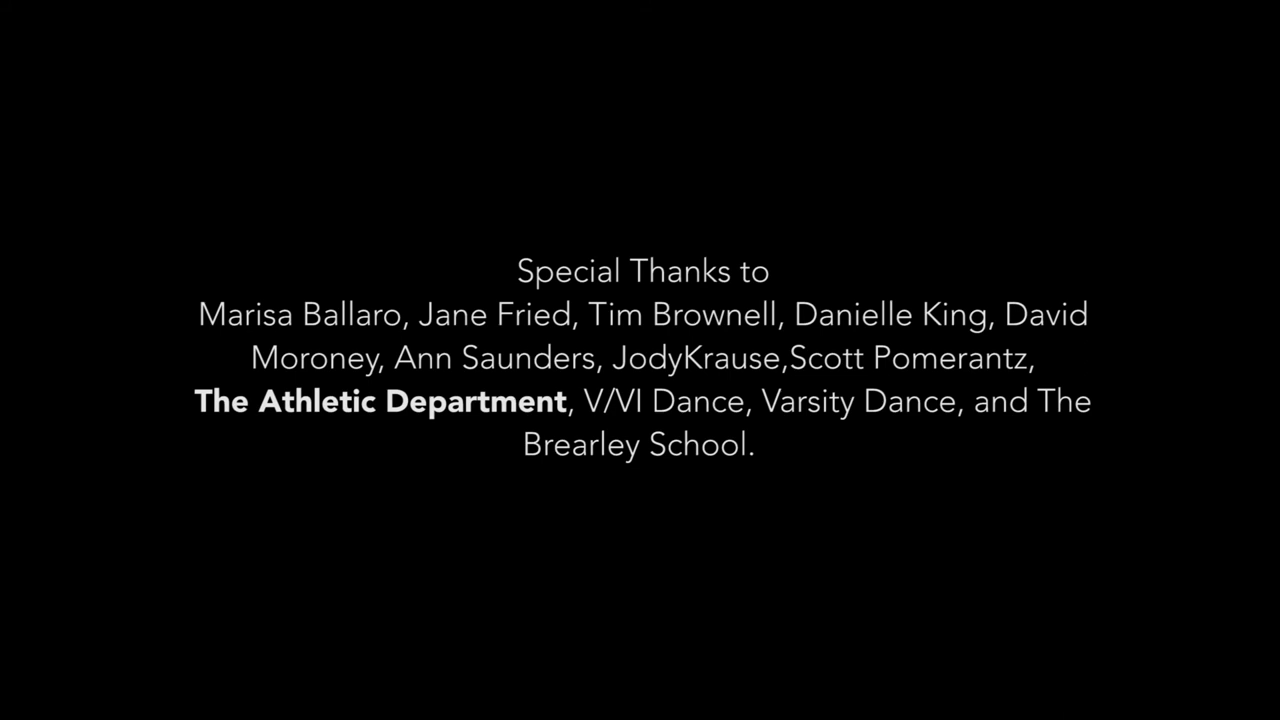 Special Thanks to
Marisa Ballaro, Jane Fried, Tim Brownell, Danielle King, David
Moroney, Ann Saunders, JodyKrause,Scott Pomerantz,
The Athletic Department, V/VI Dance, Varsity Dance, and The
Brearley School.